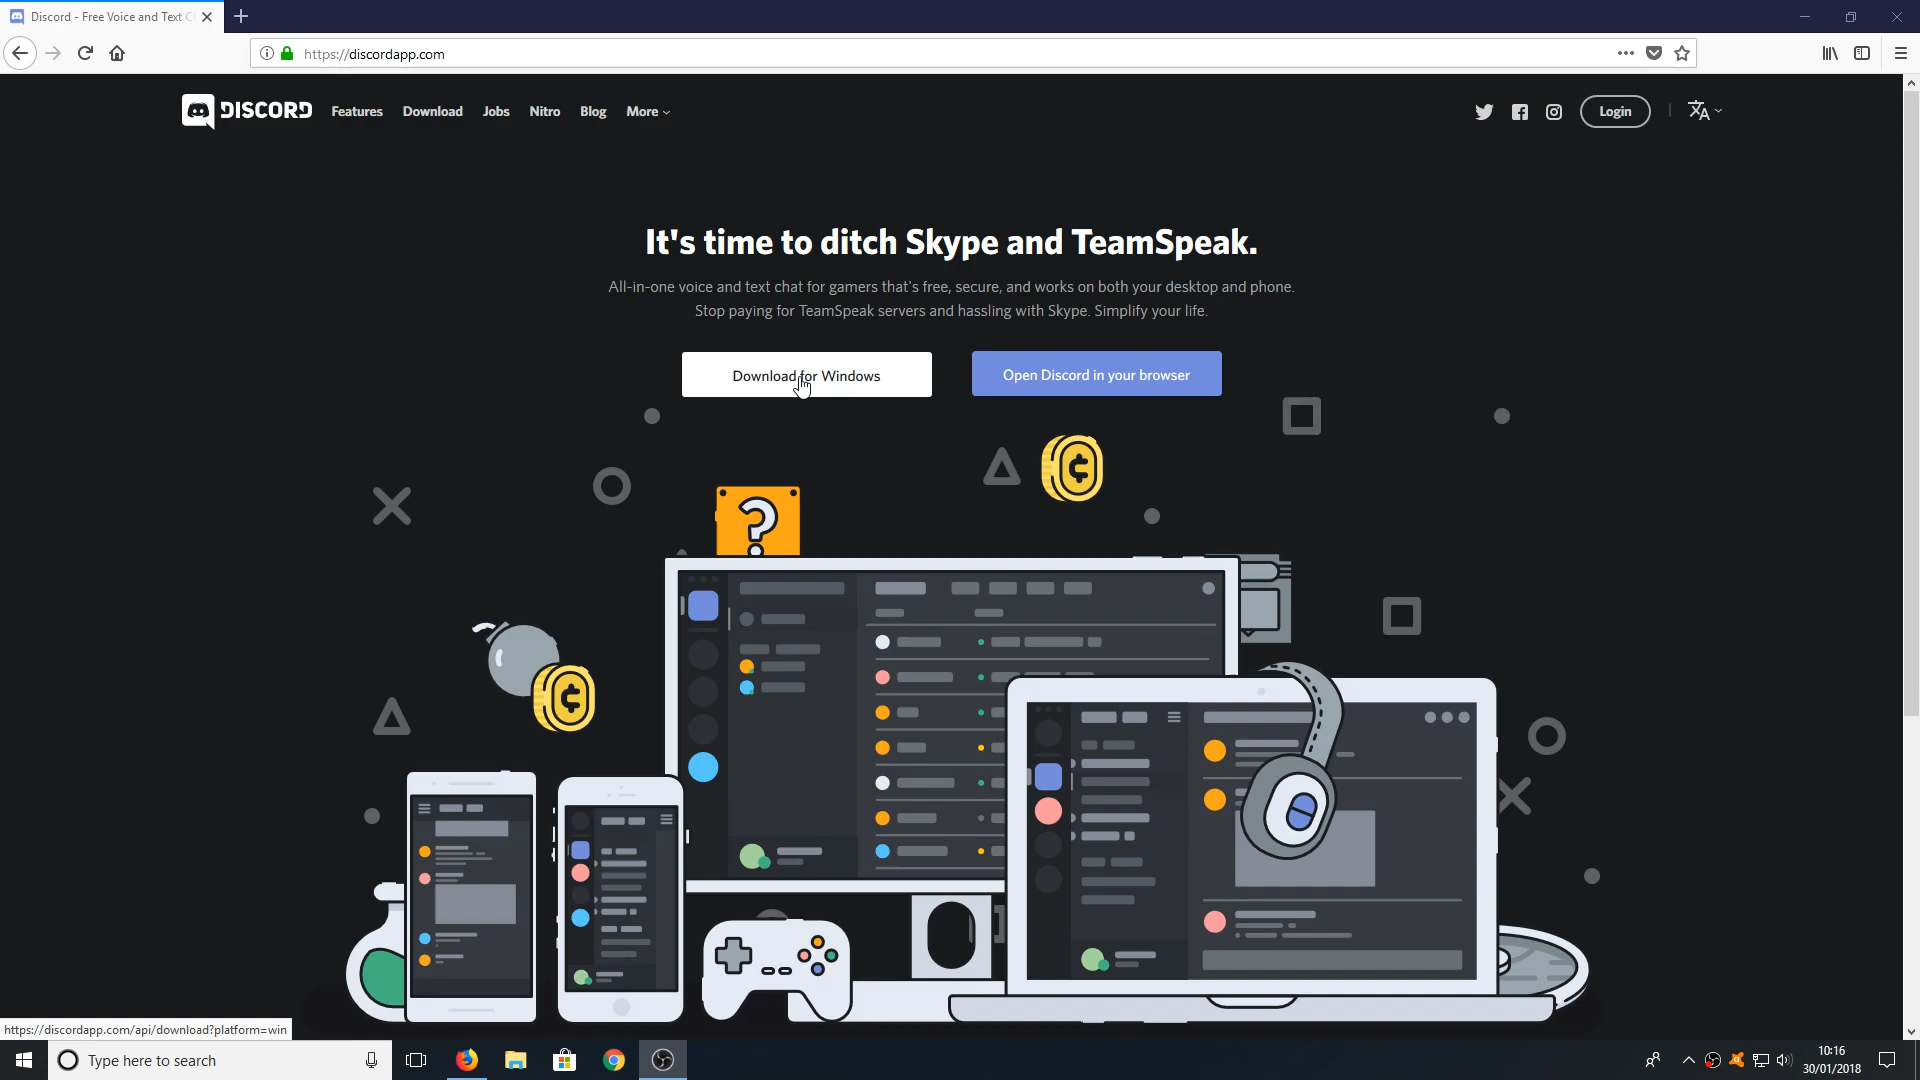 Discord - Free Voice and Text C
https://discordapp.com
DISCORD
Features
Download
Jobs
Nitro
Blog
More
Login
It's time to ditch Skype and TeamSpeak.
All-in-one voice and text chat for gamers that's free, secure, and works on both your desktop and phone.
Stop paying for TeamSpeak servers and hassling with Skype. Simplify your life.
Download for Windows
Open Discord in your browser
?
https://discordapp.com/api/download?platform=win
Type here to search
10:16
30/01/2018